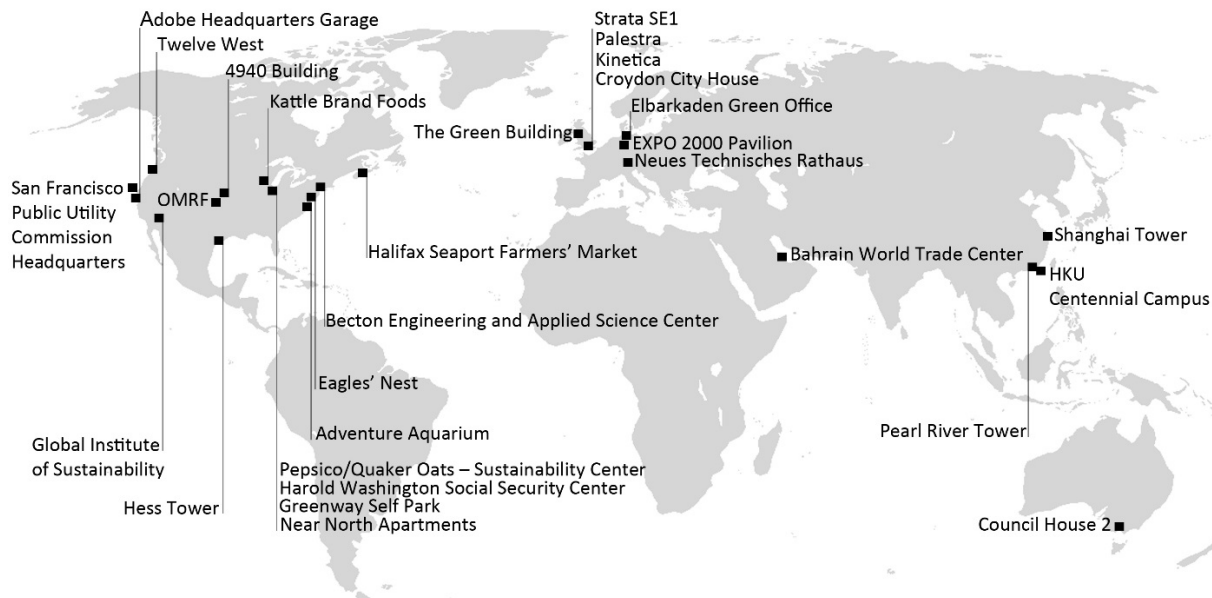 Adobe Headquarters Garage
Twelve West
4940 Building
Kattle Brand Foods
San Francisco
Public Utility
Commission
Headquarters
OMRF
Halifax Seaport Farmers' Market
Becton Engineering and Applied Science Center
Eagles' Nest
Adventure Aquarium
Global Institute
of Sustainability
Hess Tower
Pepsico/Quaker Oats – Sustainability Center
Harold Washington Social Security Center
Greenway Self Park
Near North Apartments
Strata SE1
Palestra
Kinetica
Croydon City House
Elbarkaden Green Office
The Green Building
EXPO 2000 Pavilion
Neues Technisches Rathaus
Bahrain World Trade Center
Shanghai Tower
HKU
Centennial Campus
Pearl River Tower
Council House 2